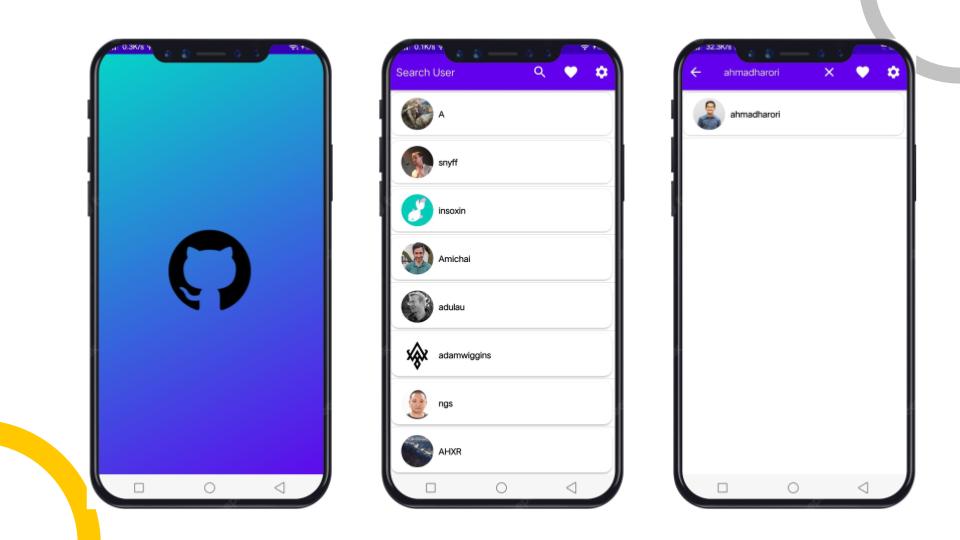 0.3K/s
0.1K/s
Search User
A
snyff
insoxin
Amichai
adulau
adamwiggins
ngs
AHXR
32.3K/s
ahmadharori
ahmadharori